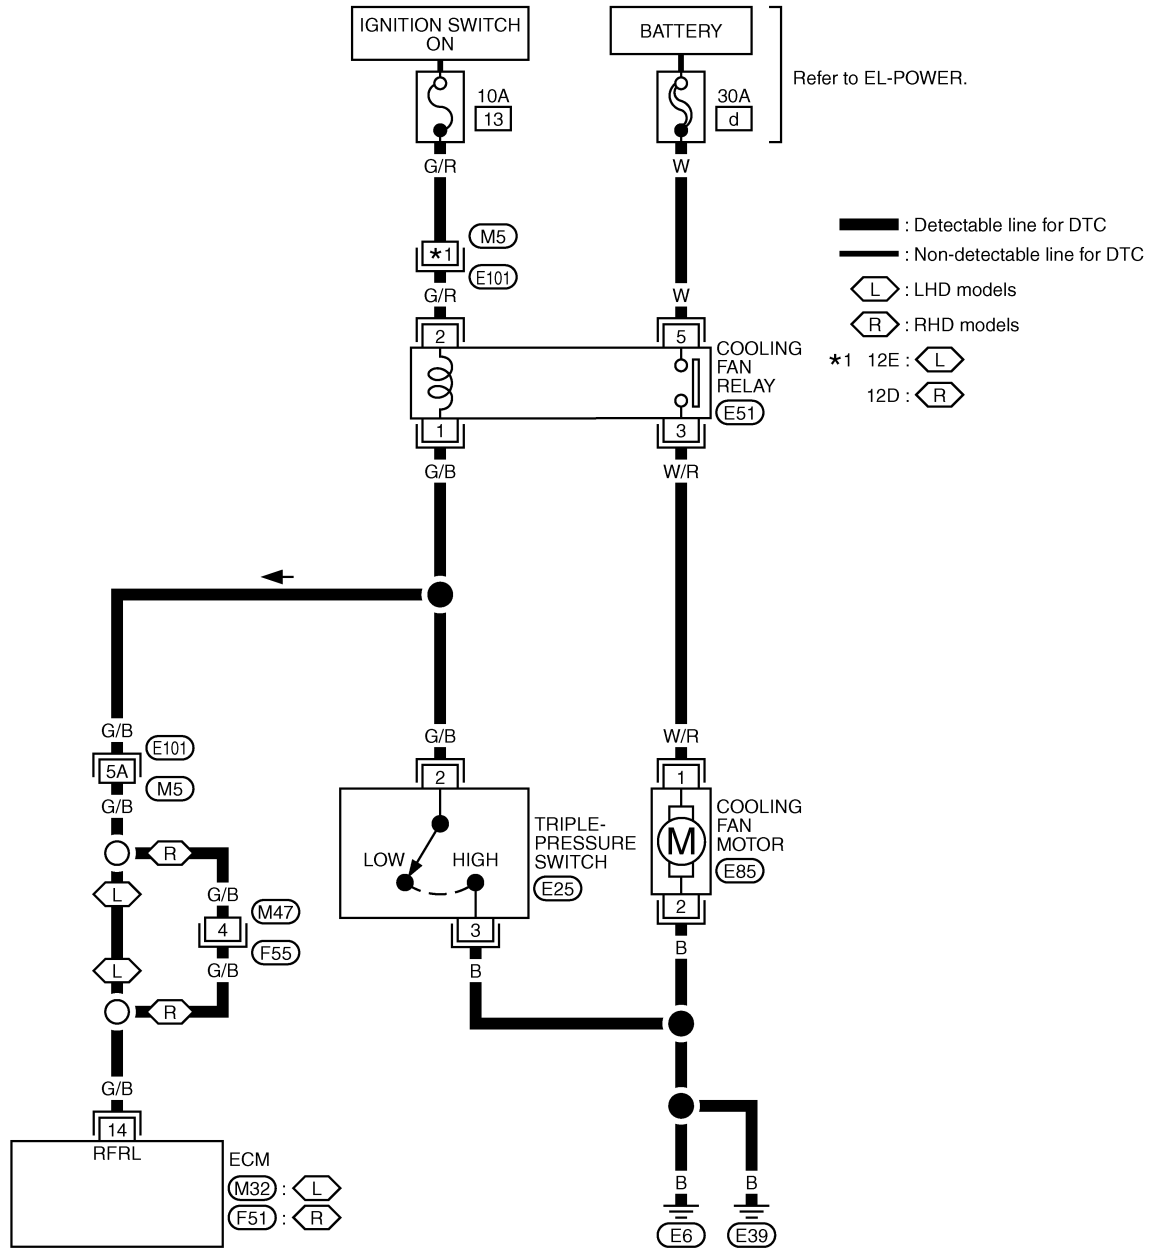 IGNITION SWITCH
ON
BATTERY
Refer to EL-POWER.
10A
13
30A
d
G/R
W
M5
*1
E101
G/R
W
: Detectable line for DTC
: Non-detectable line for DTC
L : LHD models
R : RHD models
*1 12E : L
12D : R
2
5
COOLING
FAN
RELAY
E51
1
3
G/B
W/R
G/B
G/B
W/R
E101
5A
M5
G/B
2
1
R
L
G/B
M47
4
F55
L
G/B
R
G/B
TRIPLE-
PRESSURE
SWITCH
E25
LOW
HIGH
3
B
COOLING
FAN
MOTOR
E85
M
2
B
14
RFRL
ECM
M32 : L
F51 : R
B
B
E6
E39